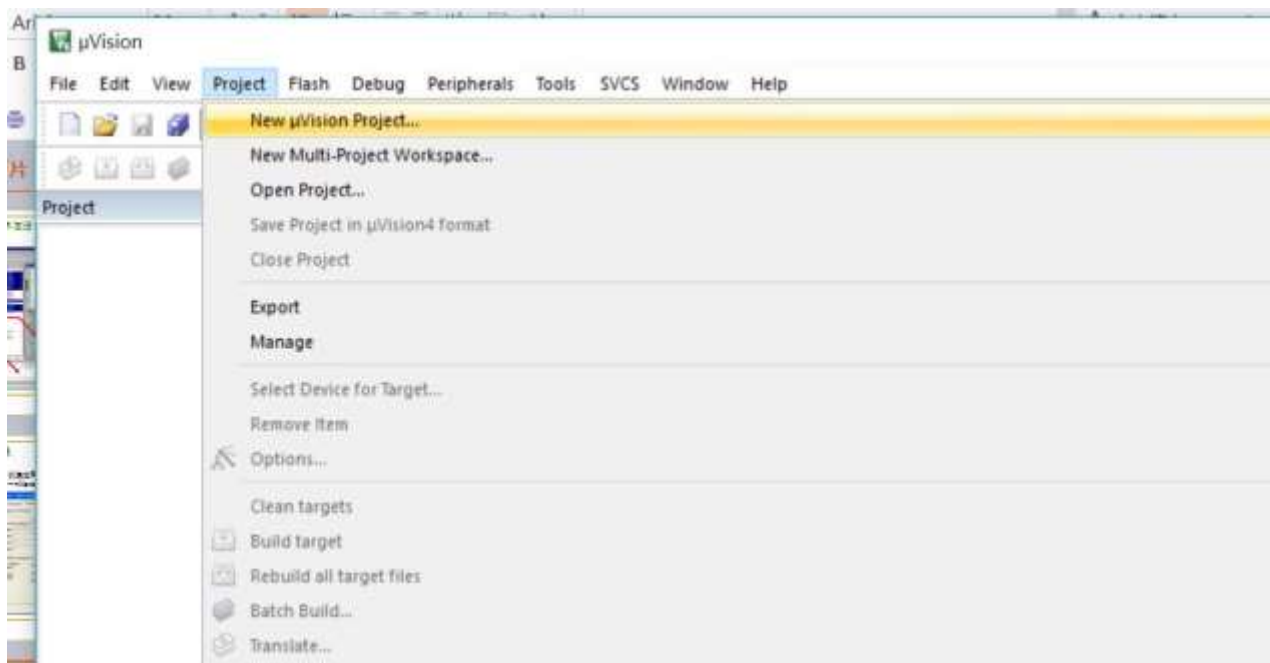 Ar
µVision
B
File Edit View Project Flash Debug Peripherals Tools SVCS Window Help
New µVision Project...
New Multi-Project Workspace...
Open Project...
Project
Save Project in µVision4 format
Close Project
Export
Manage
Select Device for Target...
Remove Item
Options...
Clean targets
Build target
Rebuild all target files
Batch Build...
Translate...